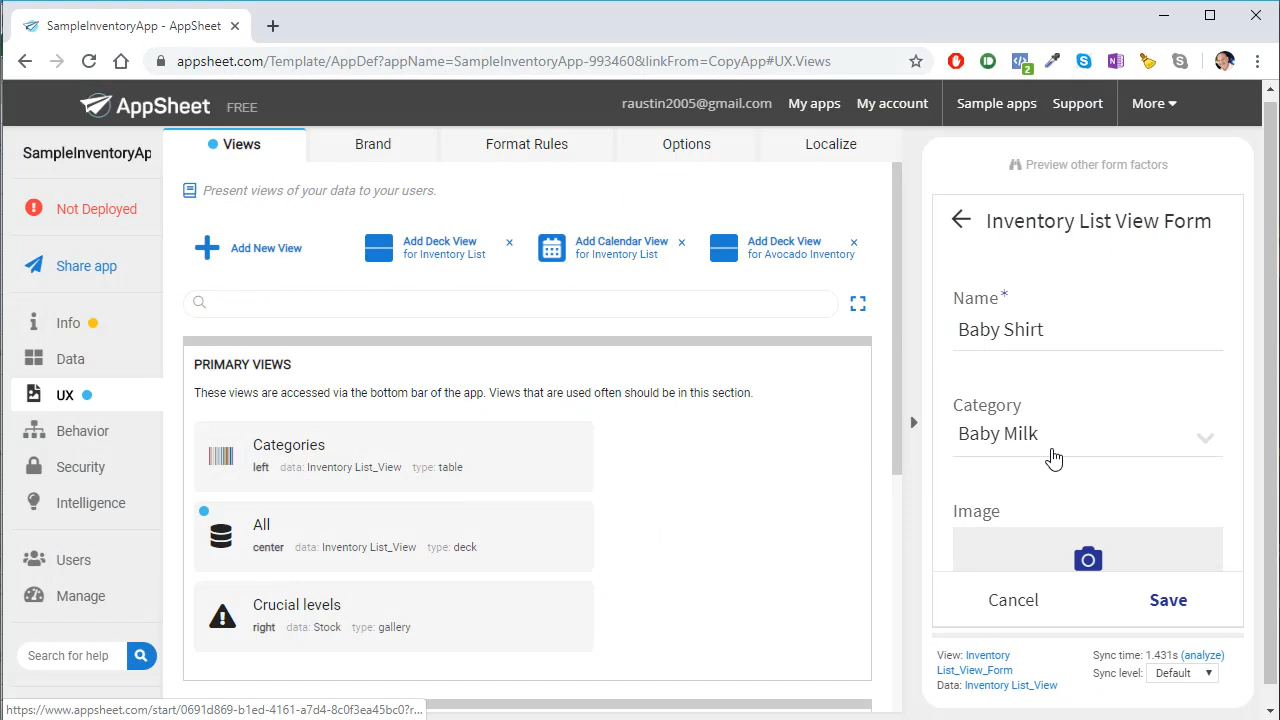 SampleInventoryApp - AppSheet
appsheet.com/Template/AppDef?appName=SampleInventoryApp-993460&linkFrom=CopyApp#UX.Views
2
AppSheet FREE
raustin2005@gmail.com My apps My account Sample apps Support More
SampleInventoryAp
Not Deployed
Share app
Info
Data
UX
Behavior
Security
Intelligence
Users
Manage
Search for help
Views Brand Format Rules Options Localize
Present views of your data to your users.
Add New View
Add Deck View
for Inventory List
×
Add Calendar View
for Inventory List
×
Add Deck View
for Avocado Inventory
×
PRIMARY VIEWS
These views are accessed via the bottom bar of the app. Views that are used often should be in this section.
Categories
left data: Inventory List_View type: table
All
center data: Inventory List_View type: deck
Crucial levels
right data: Stock type: gallery
Preview other form factors
Inventory List View Form
Name*
Baby Shirt
Category
Baby Milk
Image
Cancel Save
View: Inventory
List_View_Form
Data: Inventory List_View
Sync time: 1.431s (analyze)
Sync level: Default
https://www.appsheet.com/start/0691d869-b1ed-4161-a7d4-8c0f3ea45bc0?r...